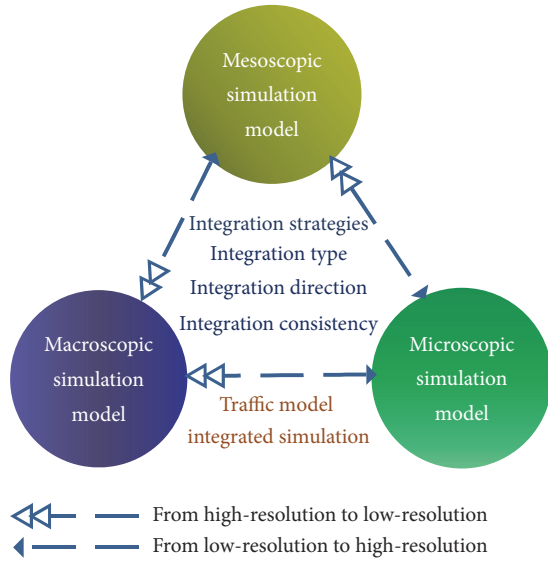 Mesoscopic
simulation
model
Integration strategies
Integration type
Integration direction
Integration consistency
Macroscopic
simulation
model
Microscopic
simulation
model
Traffic model
integrated simulation
From high-resolution to low-resolution
From low-resolution to high-resolution